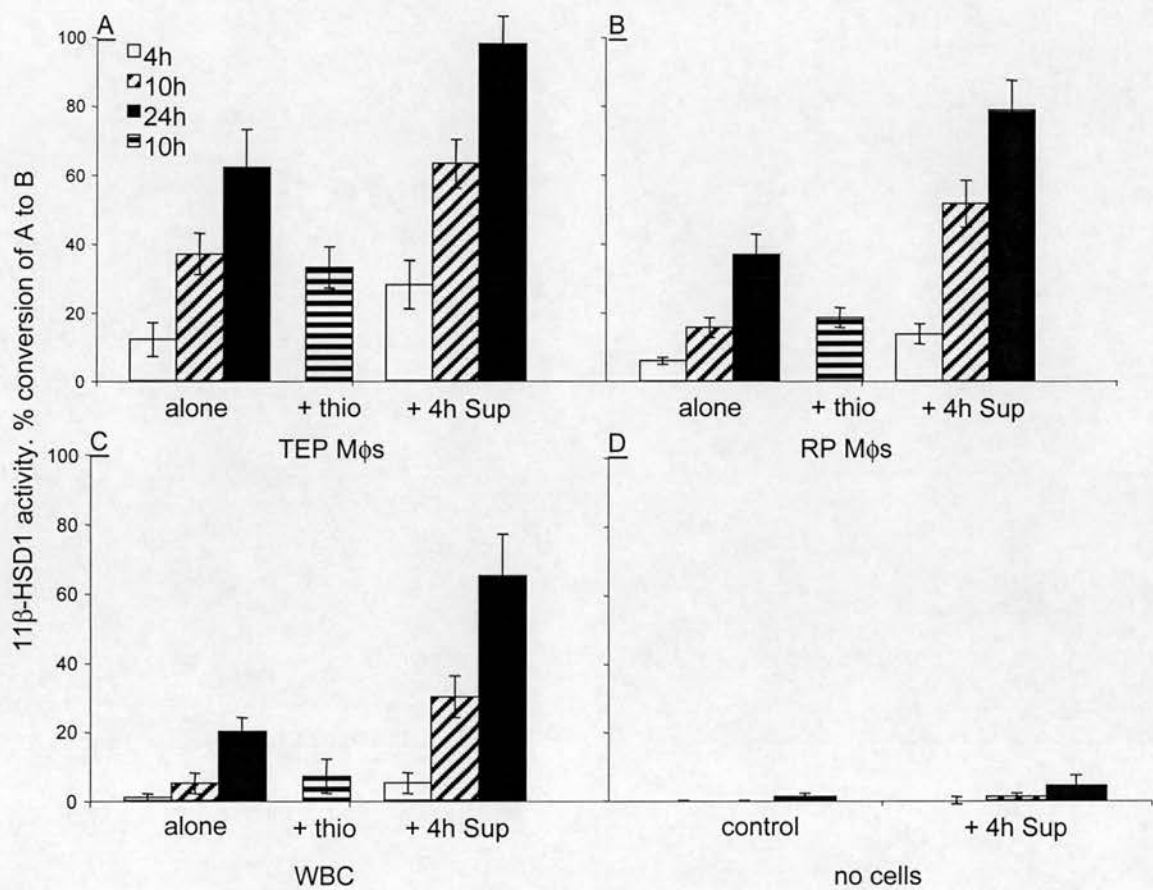 11β-HSD1 activity. % conversion of A to B
A
100
80
60
40
20
0
4h
10h
24h
10h
alone + thio + 4h Sup
TEP Mϕs
B
alone + thio + 4h Sup
RP Mϕs
C
100
80
60
40
20
0
alone + thio + 4h Sup
WBC
D
control + 4h Sup
no cells